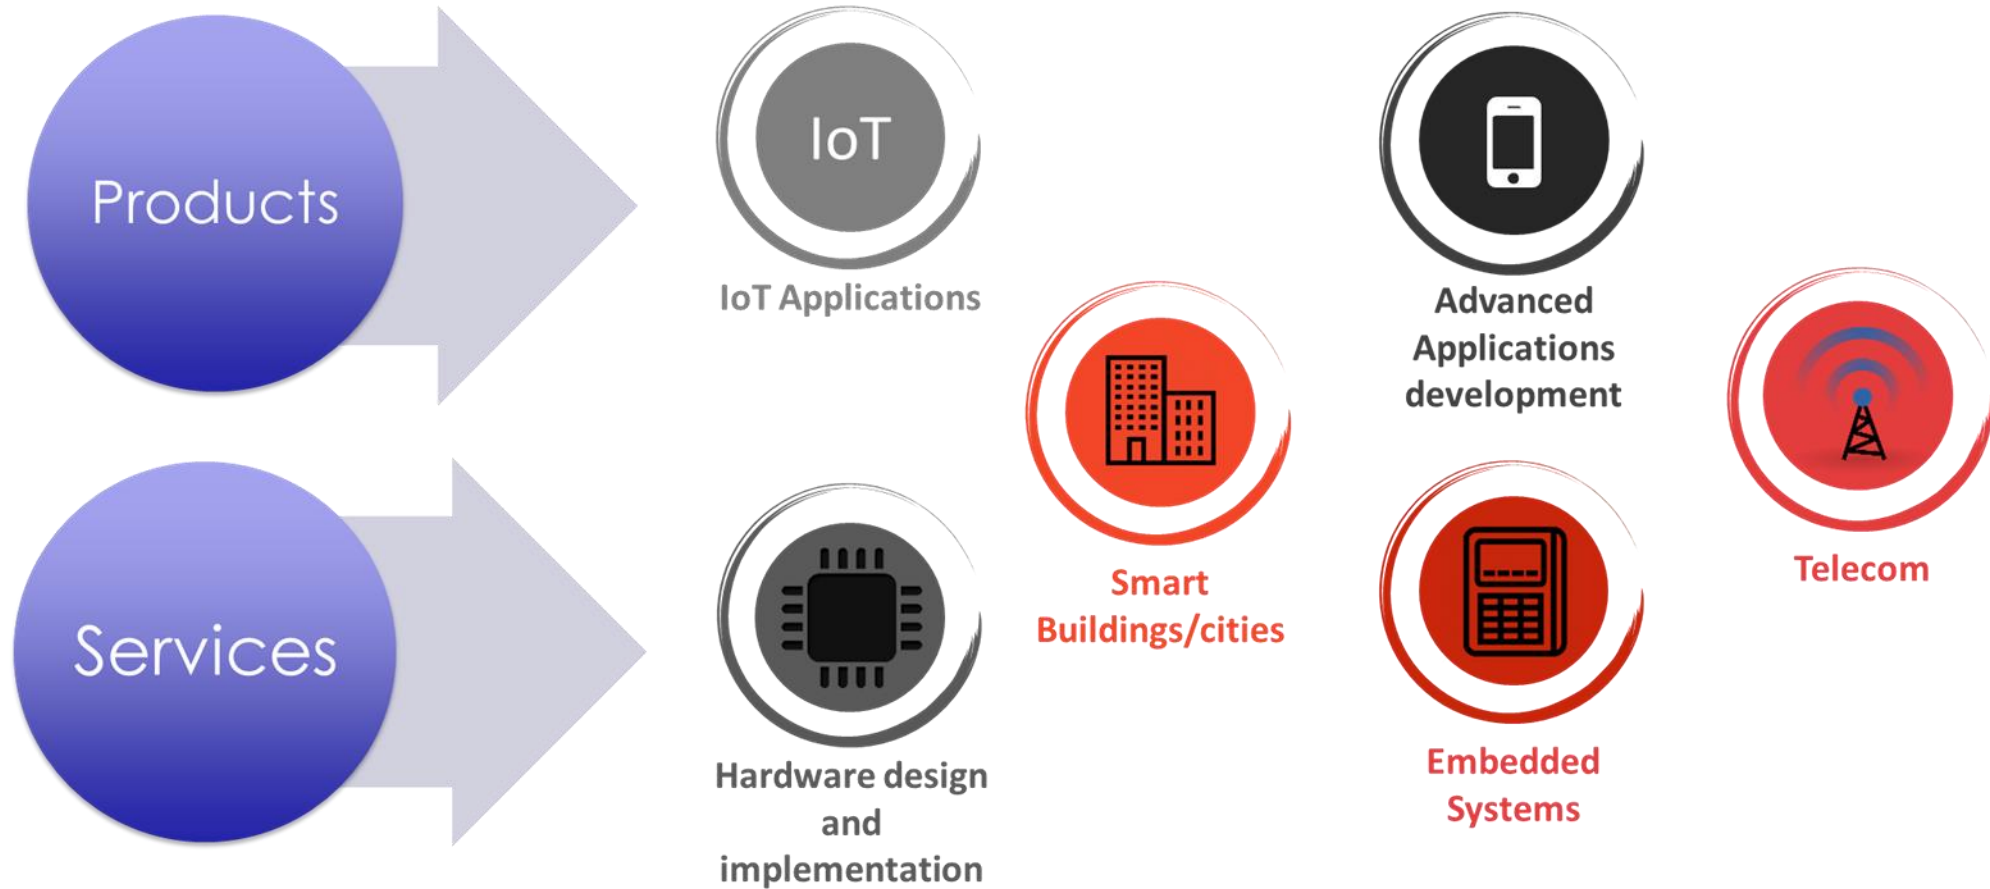 Products
IoT
IoT Applications
Advanced
Applications
development
Smart
Buildings/cities
Telecom
Services
Hardware design
and
implementation
Embedded
Systems